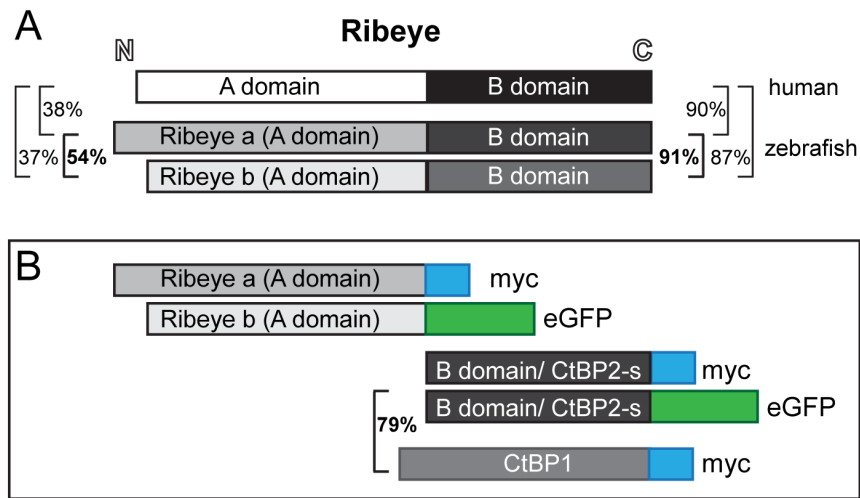 A
Ribeye
N C
A domain B domain human
38% 90%
Ribeye a (A domain) B domain
37% 54% 91% 87% zebrafish
Ribeye b (A domain) B domain
B
Ribeye a (A domain) myc
Ribeye b (A domain) eGFP
B domain/ CtBP2-s myc
B domain/ CtBP2-s eGFP
79%
CtBP1 myc